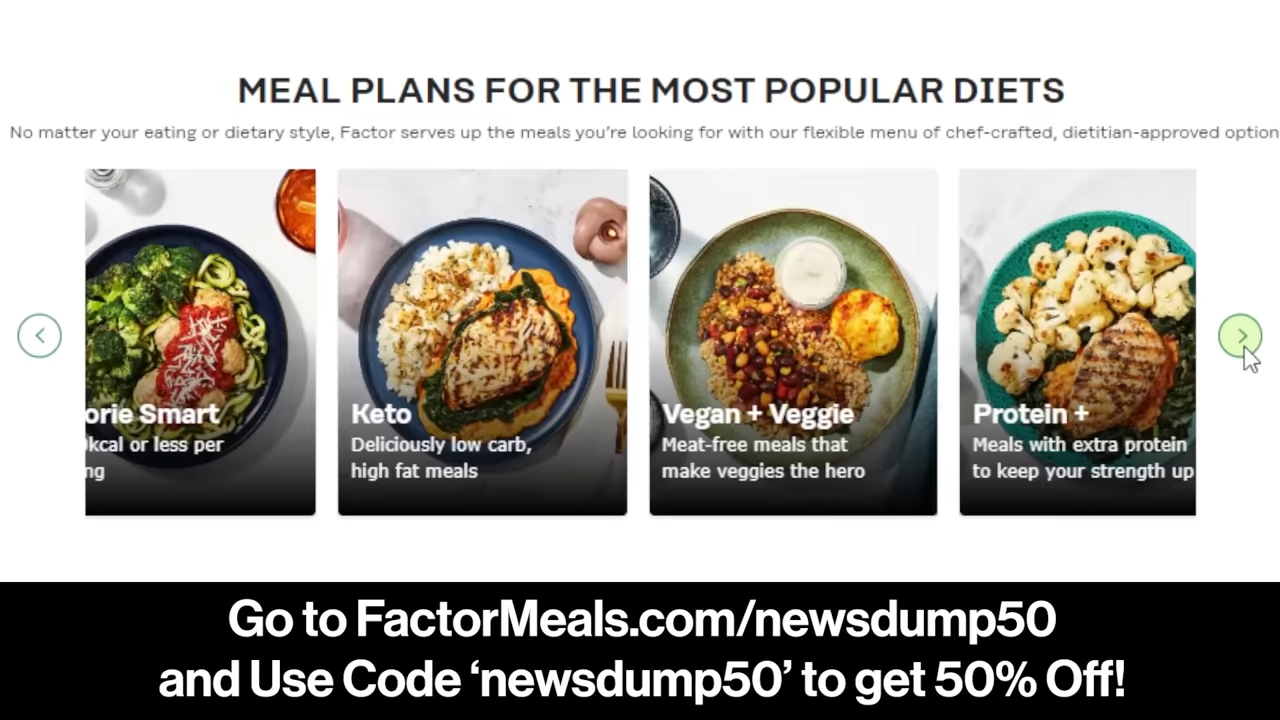 MEAL PLANS FOR THE MOST POPULAR DIETS
No matter your eating or dietary style, Factor serves up the meals you're looking for with our flexible menu of chef-crafted, dietitian-approved option
orie Smart
kcal or less per
ng
Keto
Deliciously low carb,
high fat meals
Vegan + Veggie
Meat-free meals that
make veggies the hero
Protein +
Meals with extra protein
to keep your strength up
Go to FactorMeals.com/newsdump50
and Use Code ‘newsdump50’ to get 50% Off!